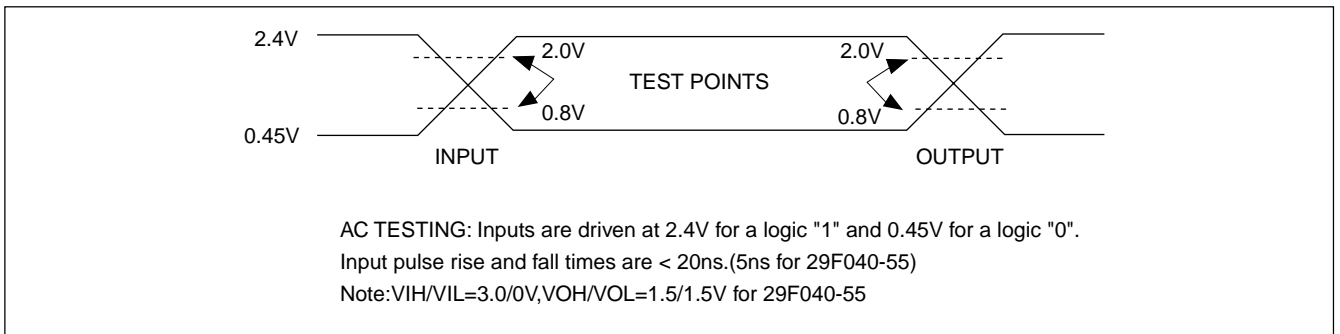 2.4V
2.0V
2.0V
TEST POINTS
0.8V
0.8V
0.45V
INPUT
OUTPUT
AC TESTING: Inputs are driven at 2.4V for a logic "1" and 0.45V for a logic "0".
Input pulse rise and fall times are < 20ns.(5ns for 29F040-55)
Note:VIH/VIL=3.0/0V,VOH/VOL=1.5/1.5V for 29F040-55